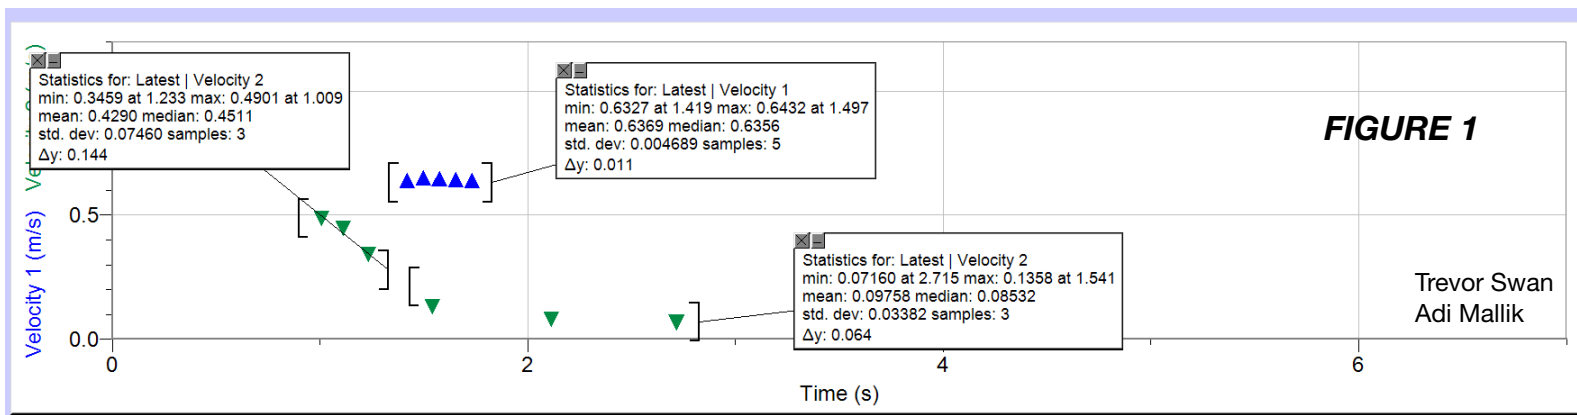 Statistics for: Latest | Velocity 2
min: 0.3459 at 1.233 max: 0.4901 at 1.009
mean: 0.4290 median: 0.4511
std. dev: 0.07460 samples: 3
Δy: 0.144
Statistics for: Latest | Velocity 1
min: 0.6327 at 1.419 max: 0.6432 at 1.497
mean: 0.6369 median: 0.6356
std. dev: 0.004689 samples: 5
Δy: 0.011
FIGURE 1
Velocity 1 (m/s)
0.5
0.0
Statistics for: Latest | Velocity 2
min: 0.07160 at 2.715 max: 0.1358 at 1.541
mean: 0.09758 median: 0.08532
std. dev: 0.03382 samples: 3
Δy: 0.064
Trevor Swan
Adi Mallik
0 2 4 6
Time (s)